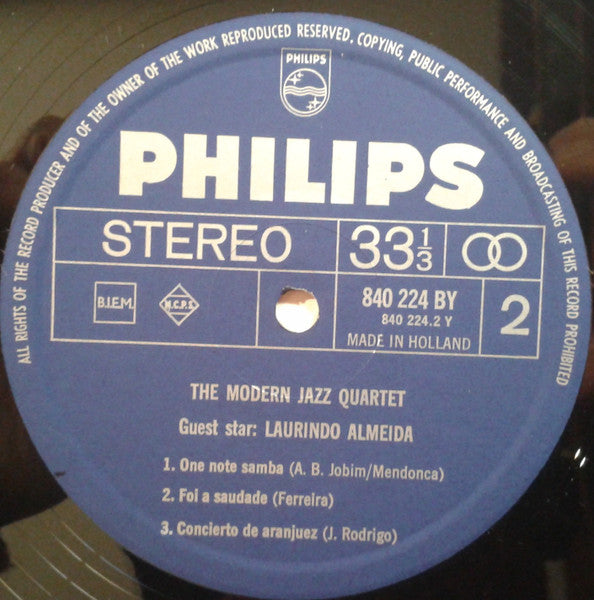 ALL RIGHTS OF THE RECORD PRODUCER AND OF THE OWNER OF THE WORK REPRODUCED RESERVED. COPYING, PUBLIC PERFORMANCE AND BROADCASTING OF THIS RECORD PROHIBITED
PHILIPS
PHILIPS
STEREO 33⅓
B.I.E.M. M.C.P.S. 840 224 BY 2
840 224.2 Y
MADE IN HOLLAND
THE MODERN JAZZ QUARTET
Guest star: LAURINDO ALMEIDA
1. One note samba (A. B. Jobim/Mendonca)
2. Foi a saudade (Ferreira)
3. Concierto de aranjuez (J. Rodrigo)